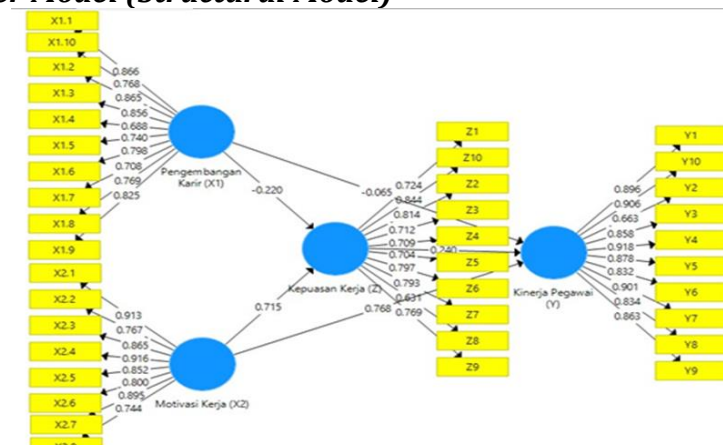 X1.1
X1.10
X1.2
X1.3
X1.4
X1.5
X1.6
X1.7
X1.8
X1.9
0.866
0.768
0.865
0.856
0.688
0.740
0.798
0.708
0.769
0.825
Pengembangan
Karir (X1)
-0.220
-0.065
X2.1
X2.2
X2.3
X2.4
X2.5
X2.6
X2.7
0.913
0.767
0.865
0.916
0.852
0.800
0.895
0.744
Motivasi Kerja (X2)
0.715
0.768
Kepuasan Kerja (Z)
0.724
0.844
0.814
0.712
0.709
0.704
0.797
0.793
0.631
0.769
0.240
Z1
Z10
Z2
Z3
Z4
Z5
Z6
Z7
Z8
Z9
Kinerja Pegawai
(Y)
0.896
0.906
0.663
0.858
0.918
0.878
0.832
0.901
0.834
0.863
Y1
Y10
Y2
Y3
Y4
Y5
Y6
Y7
Y8
Y9